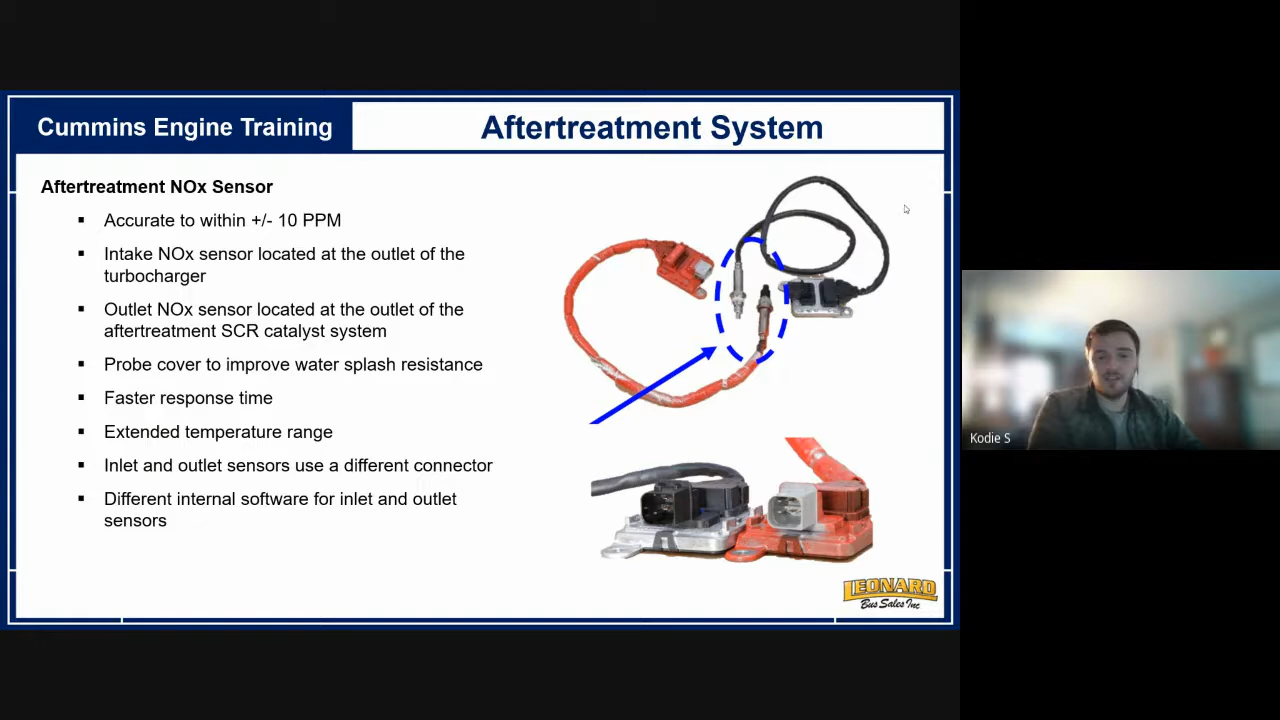 Cummins Engine Training
Aftertreatment System
Aftertreatment NOx Sensor
▪ Accurate to within +/- 10 PPM
▪ Intake NOx sensor located at the outlet of the
turbocharger
▪ Outlet NOx sensor located at the outlet of the
aftertreatment SCR catalyst system
▪ Probe cover to improve water splash resistance
▪ Faster response time
▪ Extended temperature range
▪ Inlet and outlet sensors use a different connector
▪ Different internal software for inlet and outlet
sensors
LEONARD
Bus Sales Inc
Kodie S